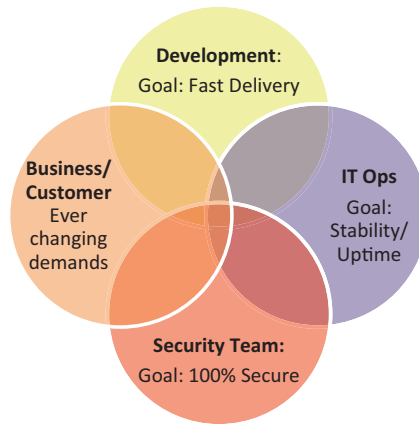 Development:
Goal: Fast Delivery
Business/
Customer
Ever
changing
demands
IT Ops
Goal:
Stability/
Uptime
Security Team:
Goal: 100% Secure